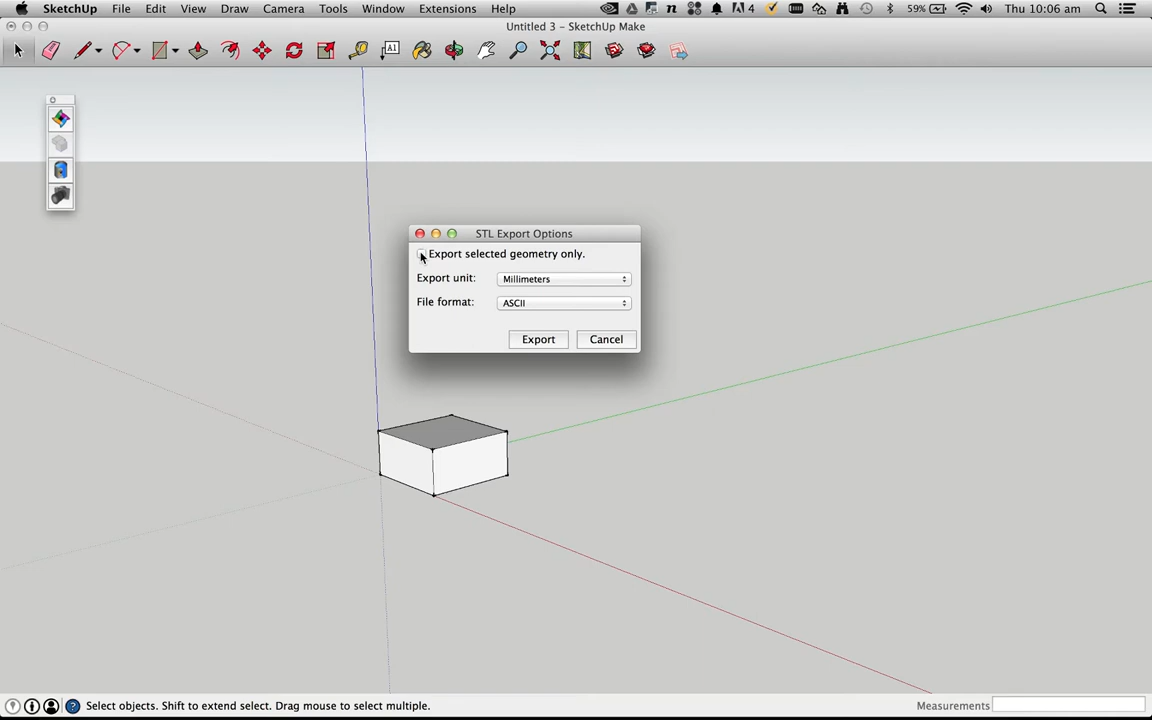 SketchUp File Edit View Draw Camera Tools Window Extensions Help 4 59% Thu 10:06 am
Untitled 3 – SketchUp Make
A1
STL Export Options
Export selected geometry only.
Export unit: Millimeters
File format: ASCII
Export Cancel
Select objects. Shift to extend select. Drag mouse to select multiple. Measurements